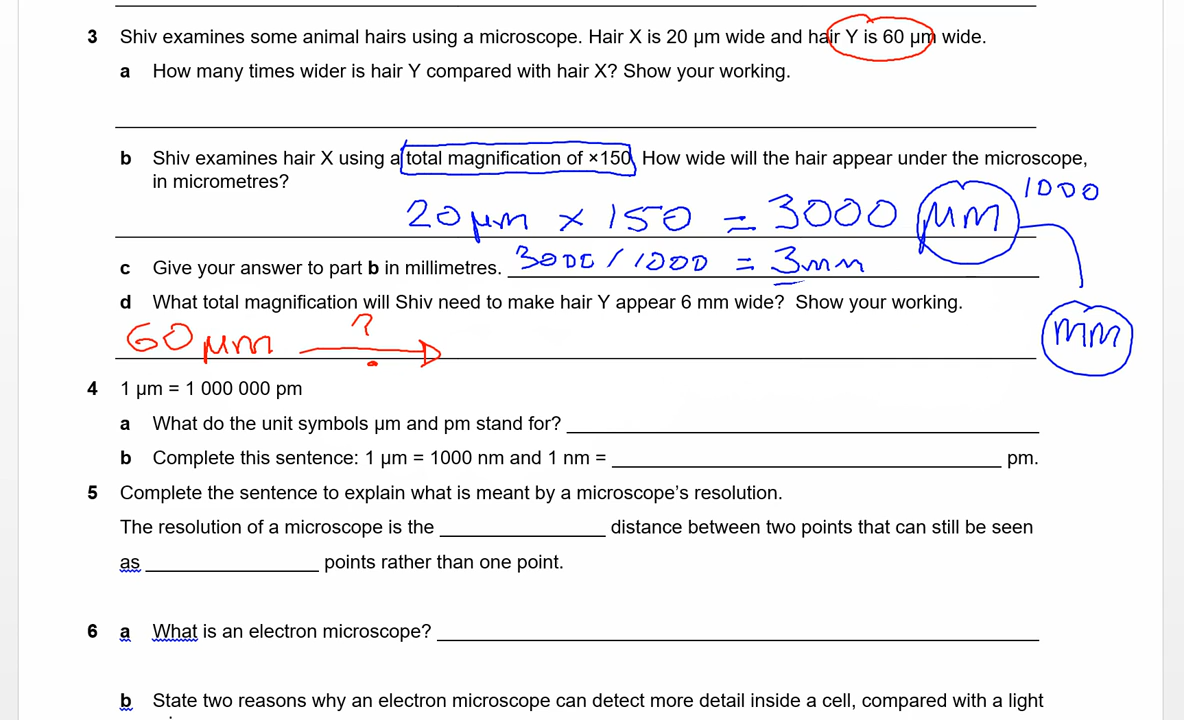 3 Shiv examines some animal hairs using a microscope. Hair X is 20 µm wide and hair Y is 60 µm wide.
a How many times wider is hair Y compared with hair X? Show your working.
b Shiv examines hair X using a total magnification of ×150. How wide will the hair appear under the microscope,
in micrometres?
1000
20 µm × 150 = 3000 µm
c Give your answer to part b in millimetres. 3000 / 1000 = 3mm
d What total magnification will Shiv need to make hair Y appear 6 mm wide? Show your working.
mm
60 µm ?
4 1 µm = 1 000 000 pm
a What do the unit symbols µm and pm stand for?
b Complete this sentence: 1 µm = 1000 nm and 1 nm = pm.
5 Complete the sentence to explain what is meant by a microscope's resolution.
The resolution of a microscope is the distance between two points that can still be seen
as points rather than one point.
6 a What is an electron microscope?
b State two reasons why an electron microscope can detect more detail inside a cell, compared with a light